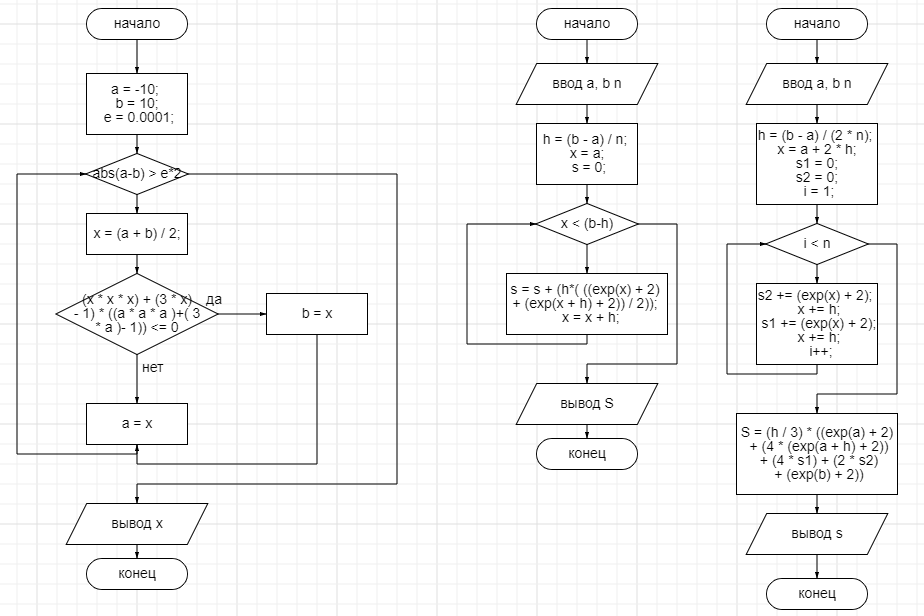 начало
a = -10;
b = 10;
e = 0.0001;
abs(a-b) > e*2
x = (a + b) / 2;
(x * x * x) + (3 * x)
- 1) * ((a * a * a )+( 3
* a )- 1)) <= 0
да
b = x
нет
a = x
вывод x
конец
начало
ввод a, b n
h = (b - a) / n;
x = a;
s = 0;
x < (b-h)
s = s + (h*( ((exp(x) + 2)
+ (exp(x + h) + 2)) / 2));
x = x + h;
вывод S
конец
начало
ввод a, b n
h = (b - a) / (2 * n);
x = a + 2 * h;
s1 = 0;
s2 = 0;
i = 1;
i < n
s2 += (exp(x) + 2);
x += h;
s1 += (exp(x) + 2);
x += h;
i++;
S = (h / 3) * ((exp(a) + 2)
+ (4 * (exp(a + h) + 2))
+ (4 * s1) + (2 * s2)
+ (exp(b) + 2))
вывод s
конец